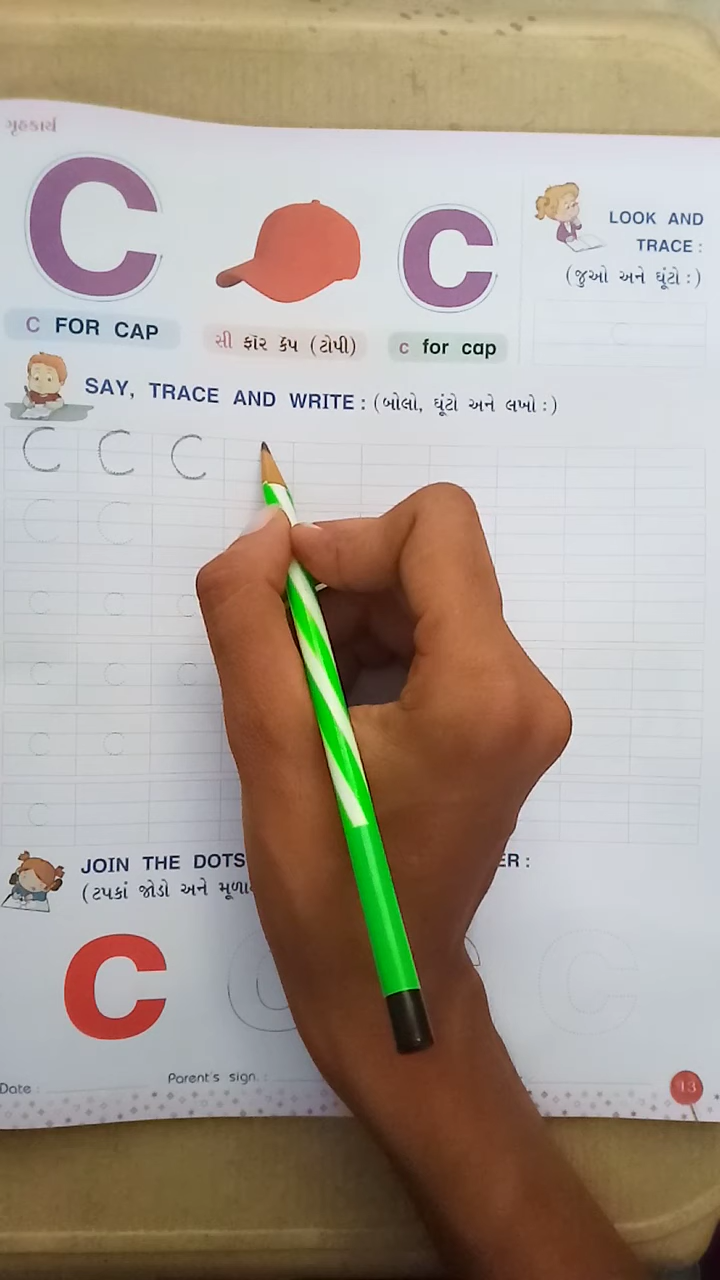 ગૃહકાર્ય
C c
LOOK AND
TRACE :
(જુઓ અને ઘૂંટો :)
C FOR CAP
સી ફૉર કૅપ (ટોપી)
c for cap
SAY, TRACE AND WRITE : (બોલો, ઘૂંટો અને લખો :)
C C C
C C
c c c
c c c
c c
c
JOIN THE DOTS
(ટપકાં જોડો અને
C C
Date :
Parent's sign. :
13